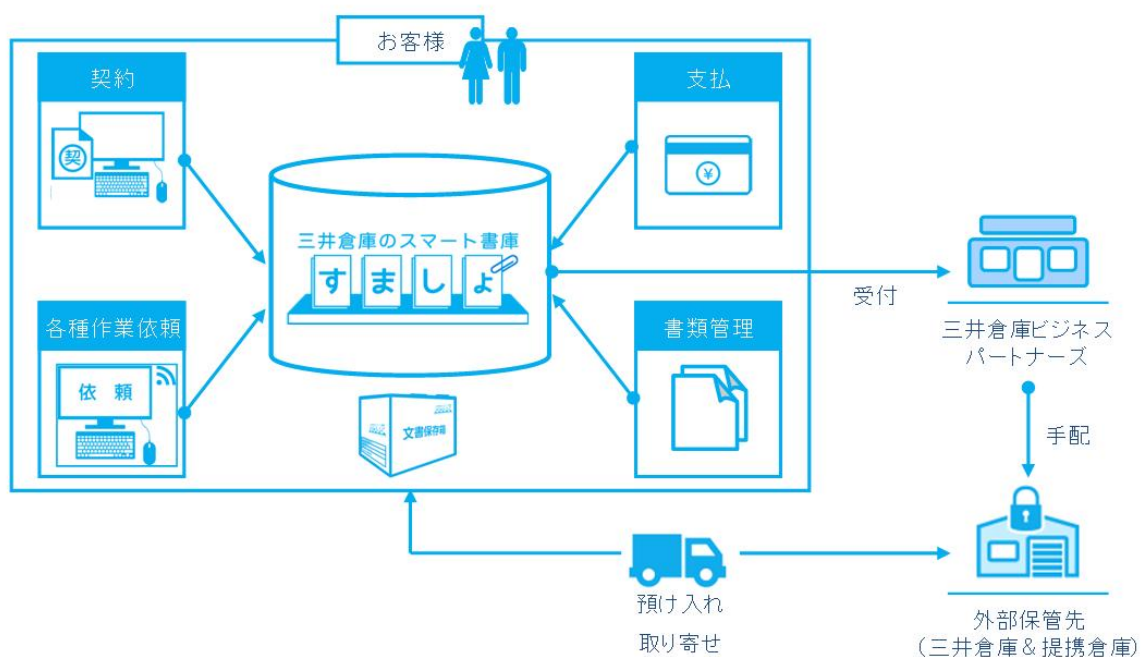 お客様
契約
契
支払
¥
三井倉庫のスマート書庫
すましょ
各種作業依頼
依頼
書類管理
文書保存箱
受付
三井倉庫ビジネス
パートナーズ
手配
預け入れ
取り寄せ
外部保管先
(三井倉庫&提携倉庫)